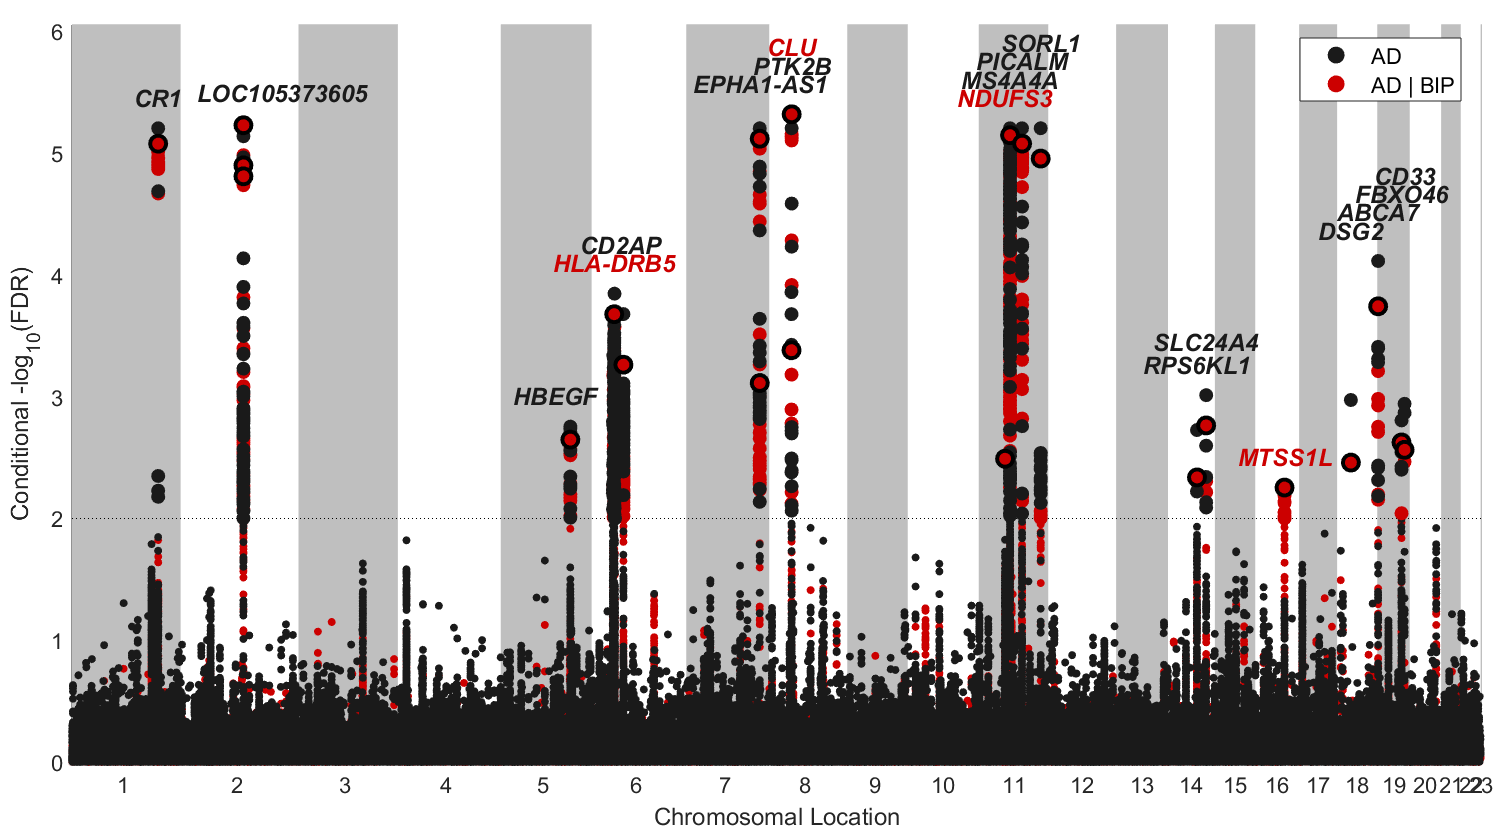 6
5
4
3
2
1
0
Conditional -log10(FDR)
CR1
LOC105373605
HBEGF
CD2AP
HLA-DRB5
CLU
PTK2B
EPHA1-AS1
SORL1
PICALM
MS4A4A
NDUFS3
SLC24A4
RPS6KL1
MTSS1L
CD33
FBXO46
ABCA7
DSG2
AD
AD | BIP
1 2 3 4 5 6 7 8 9 10 11 12 13 14 15 16 17 18 19 20 21 22 23
Chromosomal Location